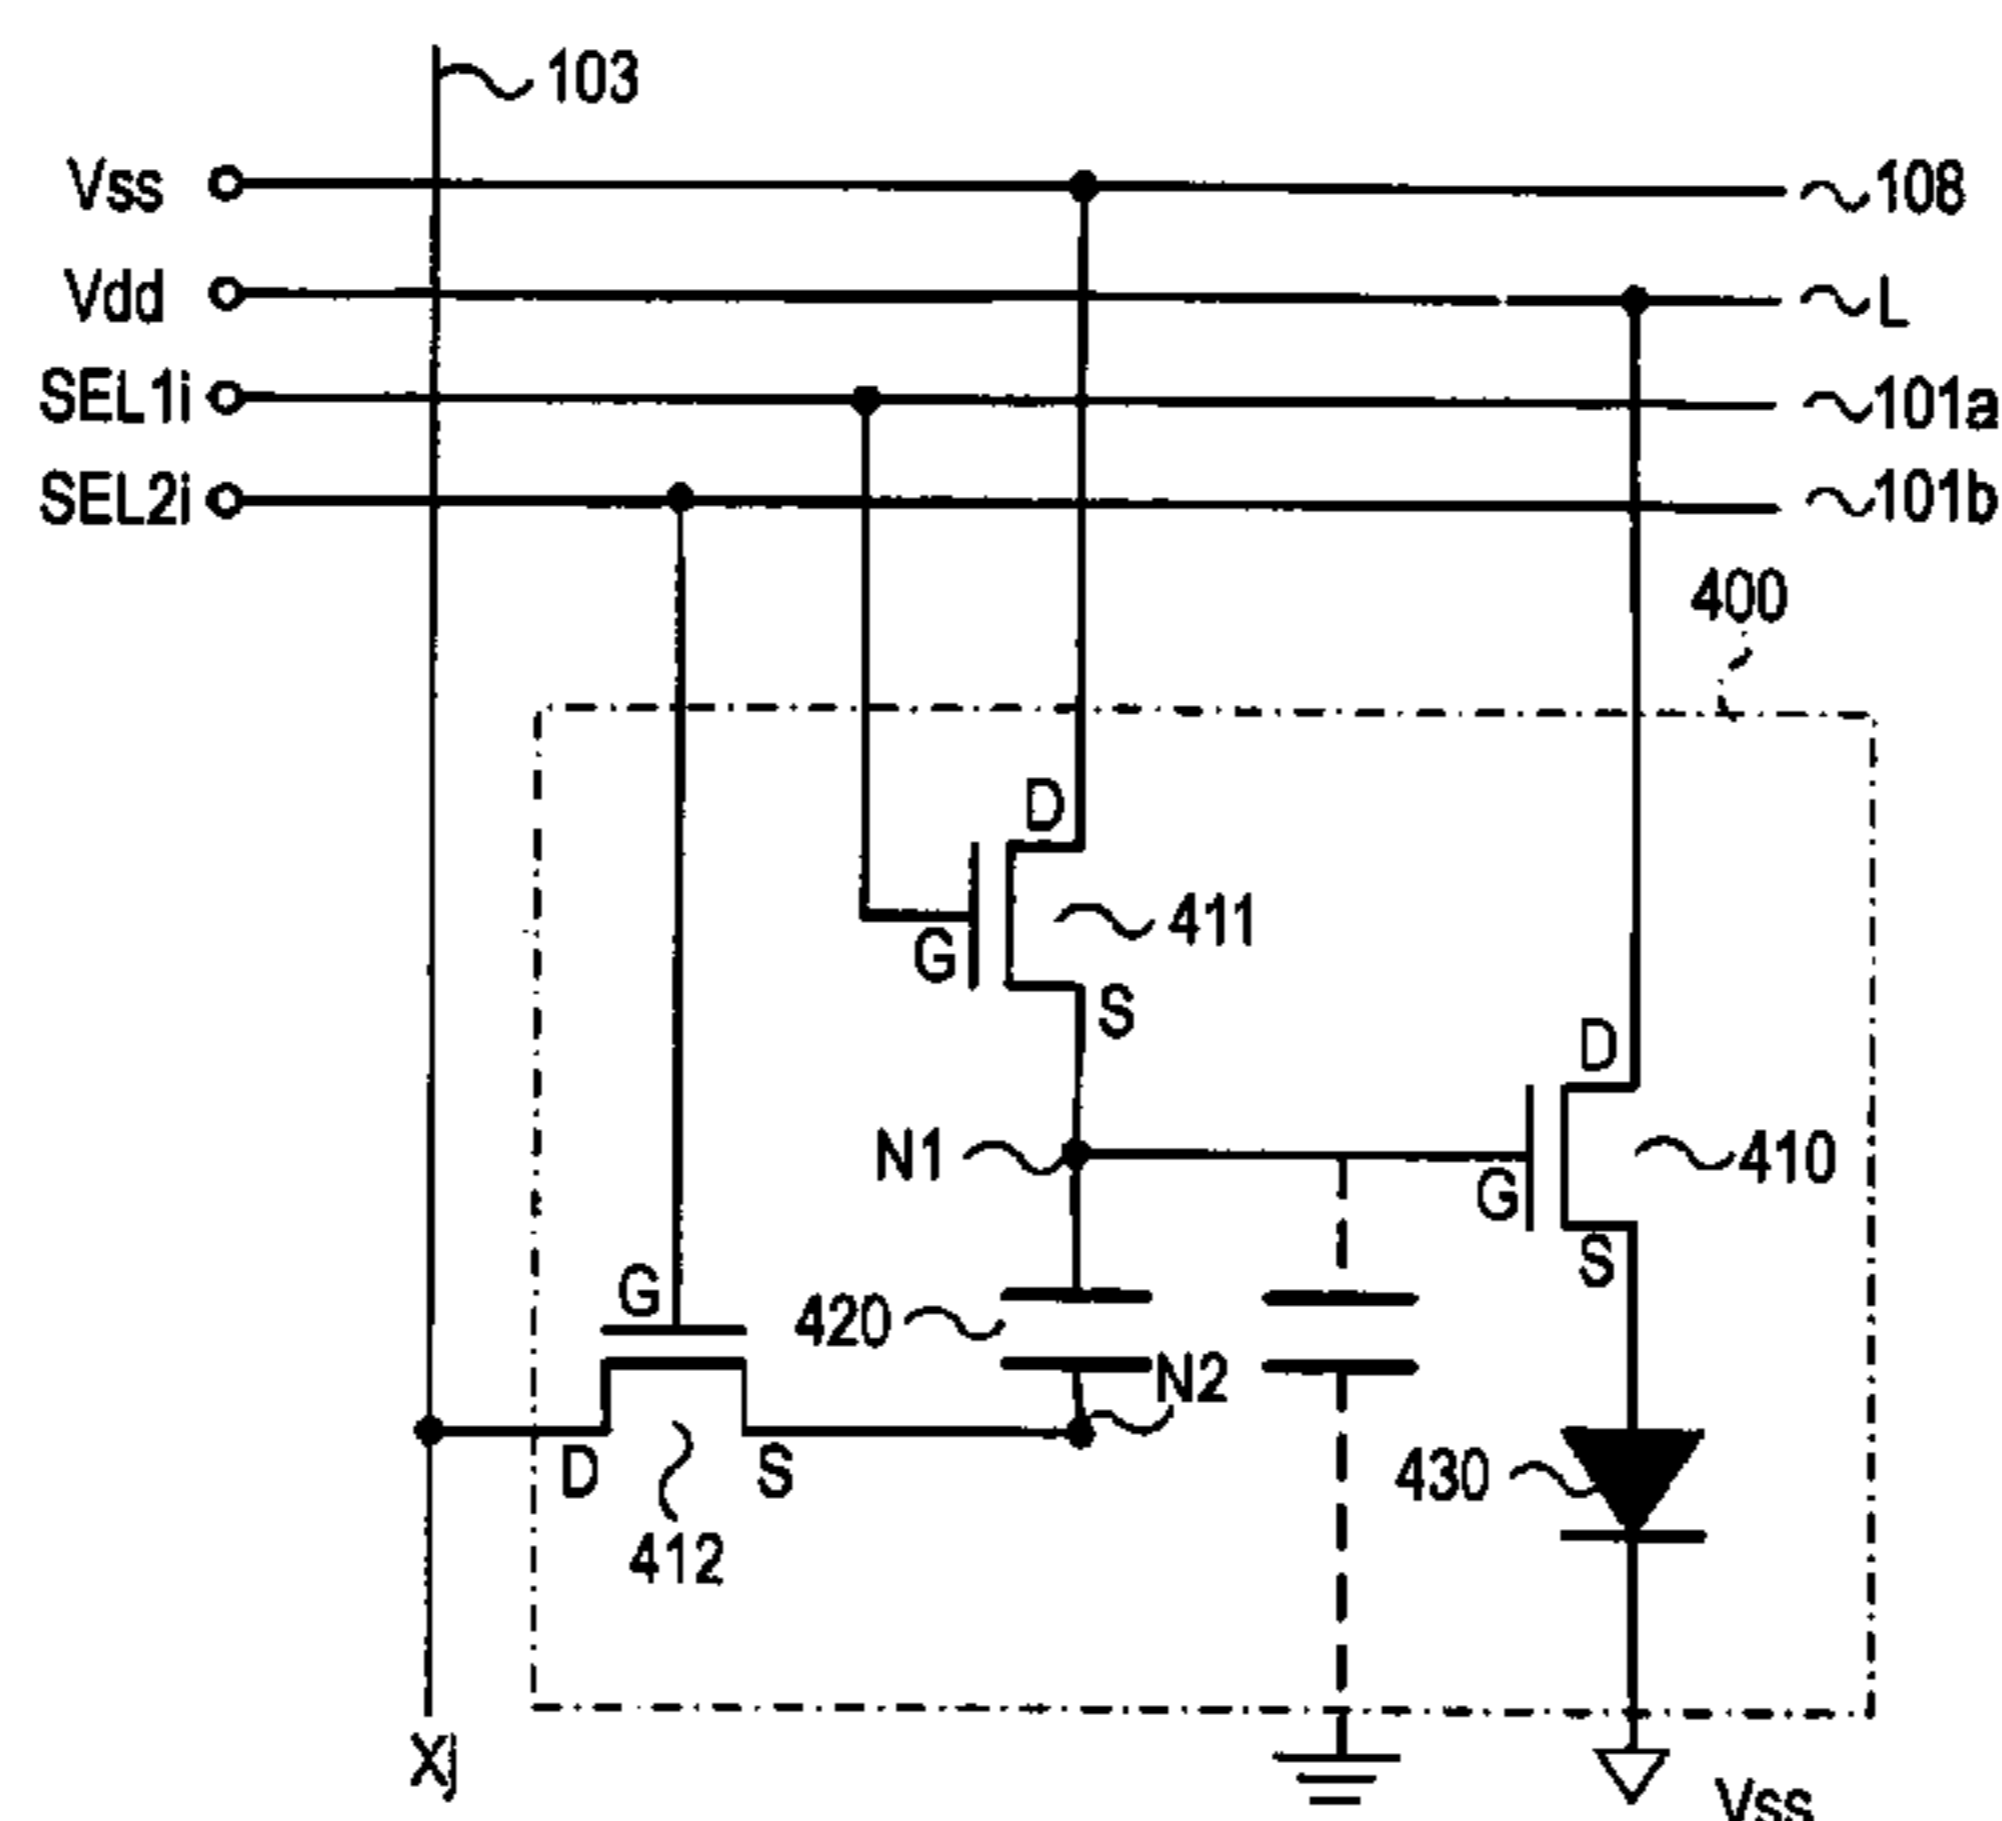 103
Vss 108
Vdd L
SEL1i 101a
SEL2i 101b
400
D
411
G
S
D
N1 410
G
S
G
420
N2
D S 430
412
Xj
Vss